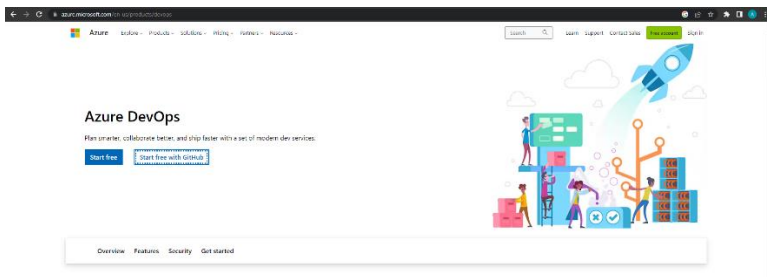 azure.microsoft.com/en-us/products/devops
Azure Explore Products Solutions Pricing Partners Resources Search Learn Support Contact Sales Free account Sign in
Azure DevOps
Plan smarter, collaborate better, and ship faster with a set of modern dev services.
Start free Start free with GitHub
Overview Features Security Get started